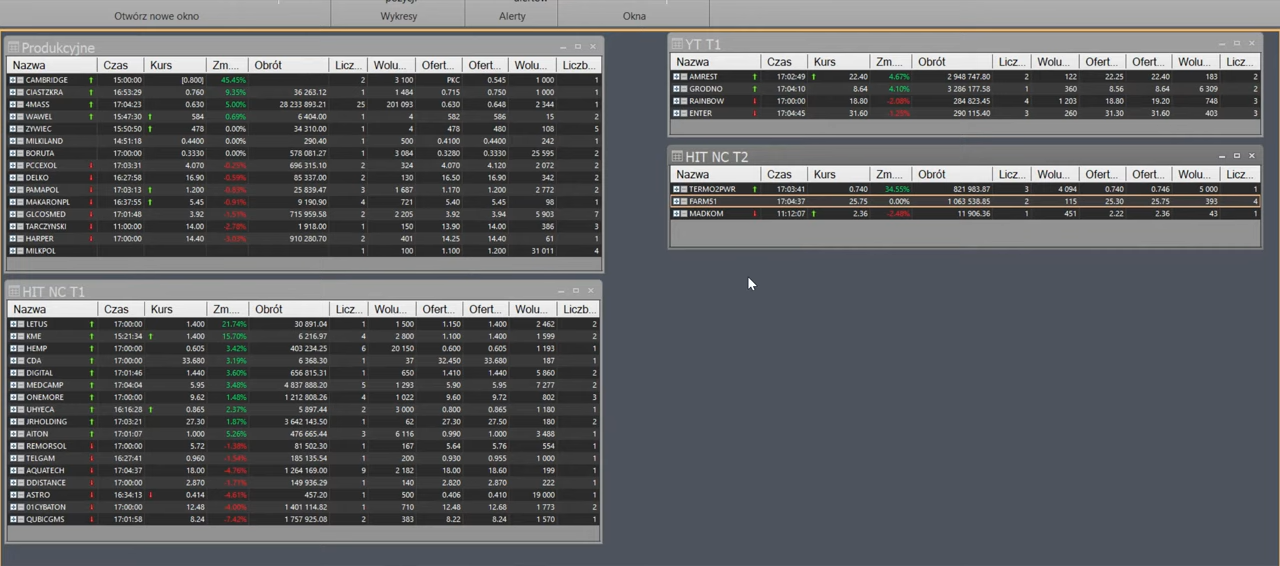 Otwórz nowe okno Wykresy Alerty Okna
Produkcyjne
Nazwa Czas Kurs Zm.... Obrót Licz... Wolu... Ofert... Ofert... Wolu... Liczb...
CAMBRIDGE 15:00:00 [0.800] 45.45% 2 3 100 PKC 0.545 1 000 1
CIASTZKRA 16:53:29 0.760 9.35% 36 263.12 1 1 484 0.715 0.750 1 000 1
4MASS 17:04:23 0.630 5.00% 28 233 893.21 25 201 093 0.630 0.648 2 344 1
WAWEL 15:47:30 584 0.69% 6 404.00 1 4 582 586 15 2
ZYWIEC 15:50:50 478 0.00% 34 310.00 1 4 478 480 108 5
MILKILAND 14:51:18 0.4400 0.00% 290.40 1 500 0.4100 0.4400 242 1
BORUTA 17:00:00 0.3330 0.00% 578 081.27 1 3 084 0.3280 0.3330 25 595 2
PCCEXOL 17:03:31 4.070 -0.25% 696 315.10 2 324 4.070 4.120 2 072 1
DELKO 16:27:58 16.90 -0.59% 85 337.00 2 130 16.50 16.90 342 2
PAMAPOL 17:03:13 1.200 -0.83% 25 839.47 3 1 687 1.170 1.200 2 772 2
MAKARONPL 16:37:55 5.45 -0.91% 9 190.90 4 721 5.40 5.45 98 1
GLCOSMED 17:01:48 3.92 -1.51% 715 959.58 2 2 205 3.92 3.94 5 903 7
TARCZYNSKI 11:00:00 14.00 -2.78% 1 918.00 1 150 13.90 14.00 386 3
HARPER 17:00:00 14.40 -3.03% 910 280.70 2 401 14.25 14.40 61 1
MILKPOL 1 100 1.100 1.200 31 011 4
HIT NC T1
Nazwa Czas Kurs Zm.... Obrót Licz... Wolu... Ofert... Ofert... Wolu... Liczb...
LETUS 17:00:00 1.400 21.74% 30 891.04 1 1 500 1.150 1.400 2 462 2
KME 15:21:34 1.400 15.70% 6 216.97 4 2 800 1.100 1.400 1 599 2
HEMP 17:00:00 0.605 3.42% 403 234.25 6 20 150 0.600 0.605 1 193 1
CDA 17:00:00 33.680 3.19% 6 368.30 1 37 32.450 33.680 187 1
DIGITAL 17:01:46 1.440 3.60% 656 815.31 1 650 1.410 1.440 5 860 2
MEDCAMP 17:04:04 5.95 3.48% 4 837 888.20 5 1 293 5.90 5.95 7 277 2
ONEMORE 17:00:00 9.62 1.48% 1 212 808.26 4 1 022 9.60 9.72 802 3
UHYECA 16:16:28 0.865 2.37% 5 897.44 2 3 000 0.800 0.865 1 180 1
JRHOLDING 17:03:21 27.30 1.87% 3 642 143.50 10 62 27.30 27.50 180 2
AITON 17:01:07 1.000 5.26% 476 665.44 3 6 116 0.990 1.000 3 488 1
REMORSOL 17:00:00 5.72 -1.38% 81 502.30 1 167 5.64 5.76 554 1
TELGAM 16:27:41 0.960 -1.54% 1 200 0.930 0.955 1 000 1
AQUATECH 17:04:37 18.00 -4.76% 1 264 169.00 9 2 182 18.00 18.60 199 1
DDISTANCE 17:00:00 2.870 -1.71% 149 936.29 1 140 2.820 2.870 222 1
ASTRO 16:34:13 0.414 -4.61% 457.20 1 500 0.406 0.410 19 000 1
01CYBATON 17:00:00 12.48 -4.00% 1 401 114.82 1 710 12.48 12.68 1 773 2
QUBICGMS 17:01:58 8.24 -7.42% 1 757 925.08 2 383 8.22 8.24 1 570 1
YT T1
Nazwa Czas Kurs Zm.... Obrót Licz... Wolu... Ofert... Ofert... Wolu... Licz...
AMREST 17:02:49 22.40 4.67% 2 948 747.80 2 122 22.25 22.40 183 2
GRODNO 17:04:10 8.64 4.10% 3 286 177.58 1 360 8.56 8.64 6 309 2
RAINBOW 17:00:00 18.80 -2.08% 284 823.45 4 1 203 18.80 19.20 748 3
ENTER 17:04:45 31.60 -1.25% 290 115.40 3 260 31.30 31.60 403 3
HIT NC T2
Nazwa Czas Kurs Zm.... Obrót Licz... Wolu... Ofert... Ofert... Wolu... Licz...
TERMO2PWR 17:03:41 0.740 34.55% 821 983.87 3 4 094 0.740 0.746 5 000 1
FARM51 17:04:37 25.75 0.00% 1 063 538.85 2 115 25.30 25.75 393 4
MADKOM 11:12:07 2.36 -2.48% 11 906.36 1 451 2.22 2.36 43 1